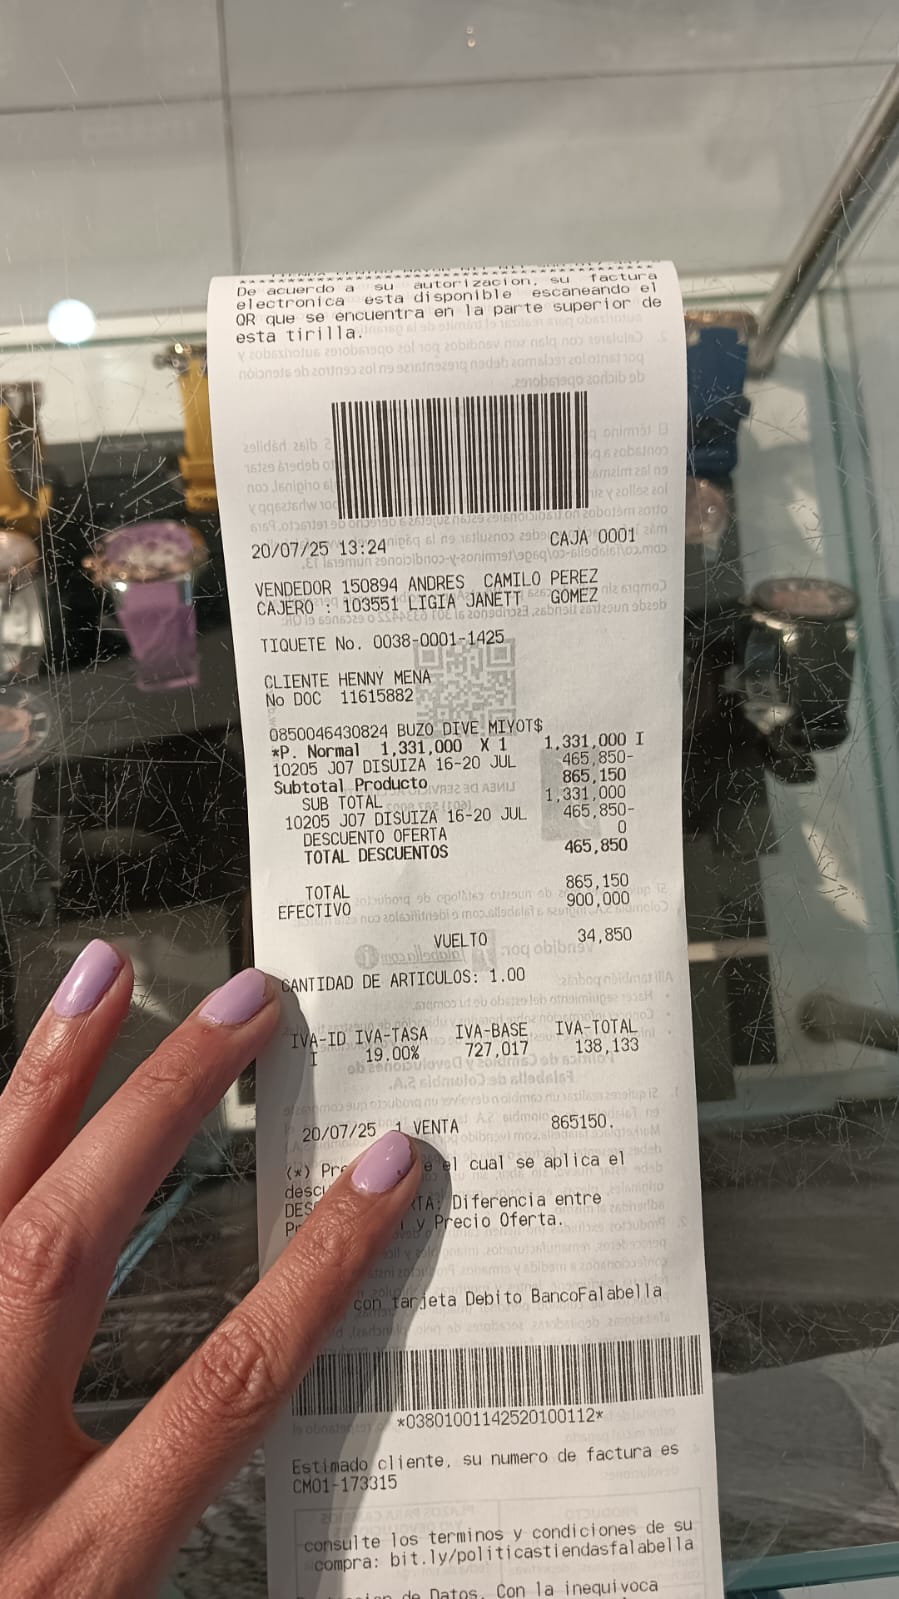 De acuerdo a su autorizacion, su factura
electronica esta disponible escaneando el
QR que se encuentra en la parte superior de
esta tirilla.
20/07/25 13:24 CAJA 0001
VENDEDOR 150894 ANDRES CAMILO PEREZ
CAJERO : 103551 LIGIA JANETT GOMEZ
TIQUETE No. 0038-0001-1425
CLIENTE HENNY MENA
No DOC 11615882
0850046430824 BUZO DIVE MIYOT$
*P. Normal 1,331,000 X 1 1,331,000 I
10205 J07 DISUIZA 16-20 JUL 465,850-
Subtotal Producto 865,150
SUB TOTAL 1,331,000
10205 J07 DISUIZA 16-20 JUL 465,850-
DESCUENTO OFERTA 0
TOTAL DESCUENTOS 465,850
TOTAL 865,150
EFECTIVO 900,000
VUELTO 34,850
CANTIDAD DE ARTICULOS: 1.00
IVA-ID IVA-TASA IVA-BASE IVA-TOTAL
I 19.00% 727,017 138,133
20/07/25 1 VENTA 865150.
(*) el cual se aplica el
Diferencia entre
y Precio Oferta.
con tarjeta Debito BancoFalabella
*03801001142520100112*
Estimado cliente, su numero de factura es
CM01-173315
consulte los terminos y condiciones de su
compra: bit.ly/politicastiendasfalabella
de Datos. Con la inequivoca